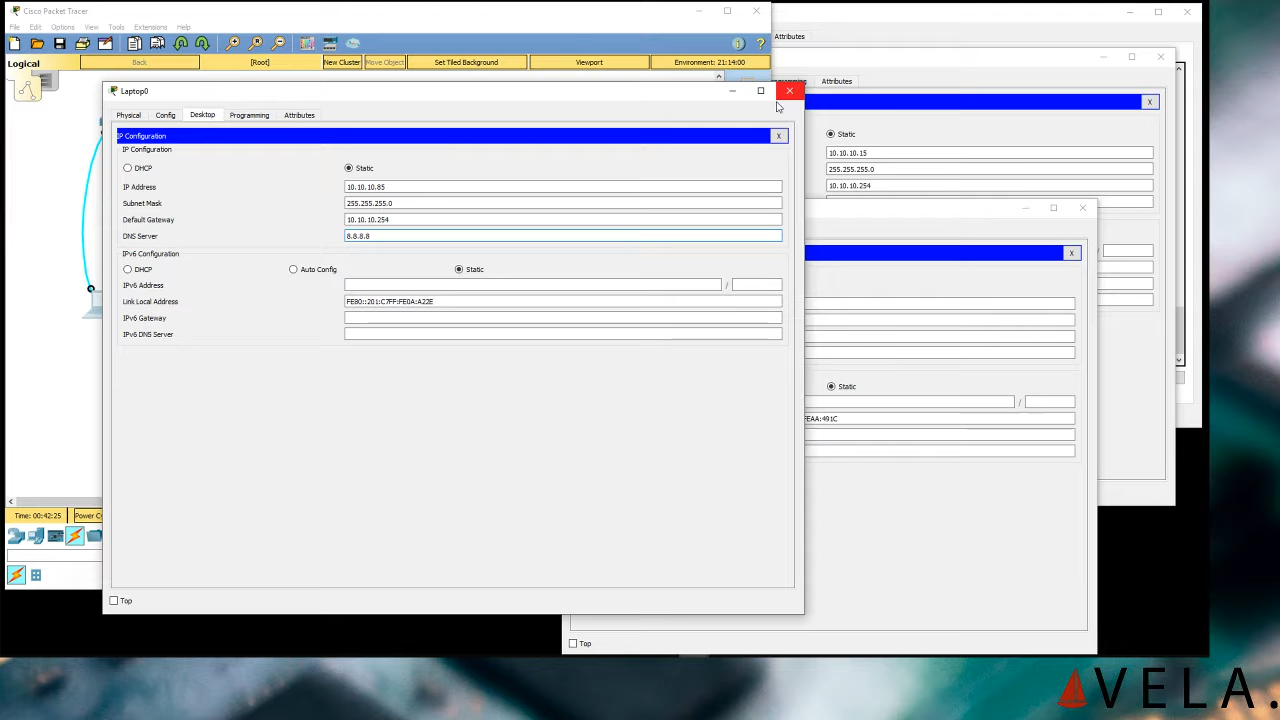 Cisco Packet Tracer
File Edit Options View Tools Extensions Help
Logical Back [Root] New Cluster Move Object Set Tiled Background Viewport Environment: 21:14:00
Attributes
Attributes
Laptop0
Physical Config Desktop Programming Attributes
IP Configuration X
IP Configuration
DHCP Static
IP Address 10.10.10.85
Subnet Mask 255.255.255.0
Default Gateway 10.10.10.254
DNS Server 8.8.8.8
IPv6 Configuration
DHCP Auto Config Static
IPv6 Address /
Link Local Address FE80::201:C7FF:FE0A:A22E
IPv6 Gateway
IPv6 DNS Server
Top
X
Static
10.10.10.15
255.255.255.0
10.10.10.254
X
Static
/
FEAA:491C
Top
Time: 00:42:25 Power Cy
AVELA.